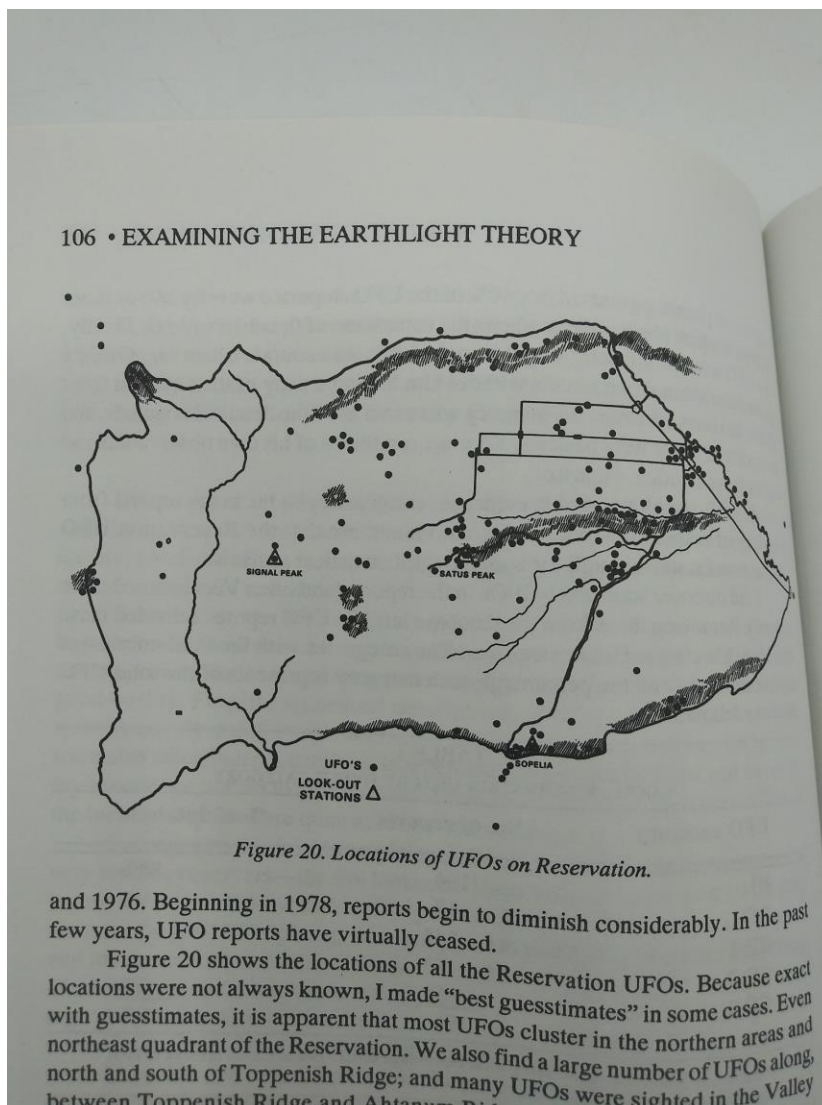 106 • EXAMINING THE EARTHLIGHT THEORY
SIGNAL PEAK
SATUS PEAK
SOPELIA
UFO'S
LOOK-OUT
STATIONS
Figure 20. Locations of UFOs on Reservation.
and 1976. Beginning in 1978, reports begin to diminish considerably. In the past
few years, UFO reports have virtually ceased.
Figure 20 shows the locations of all the Reservation UFOs. Because exact
locations were not always known, I made “best guesstimates” in some cases. Even
with guesstimates, it is apparent that most UFOs cluster in the northern areas and
northeast quadrant of the Reservation. We also find a large number of UFOs along,
north and south of Toppenish Ridge; and many UFOs were sighted in the Valley
between Toppenish Ridge and Ahtanum